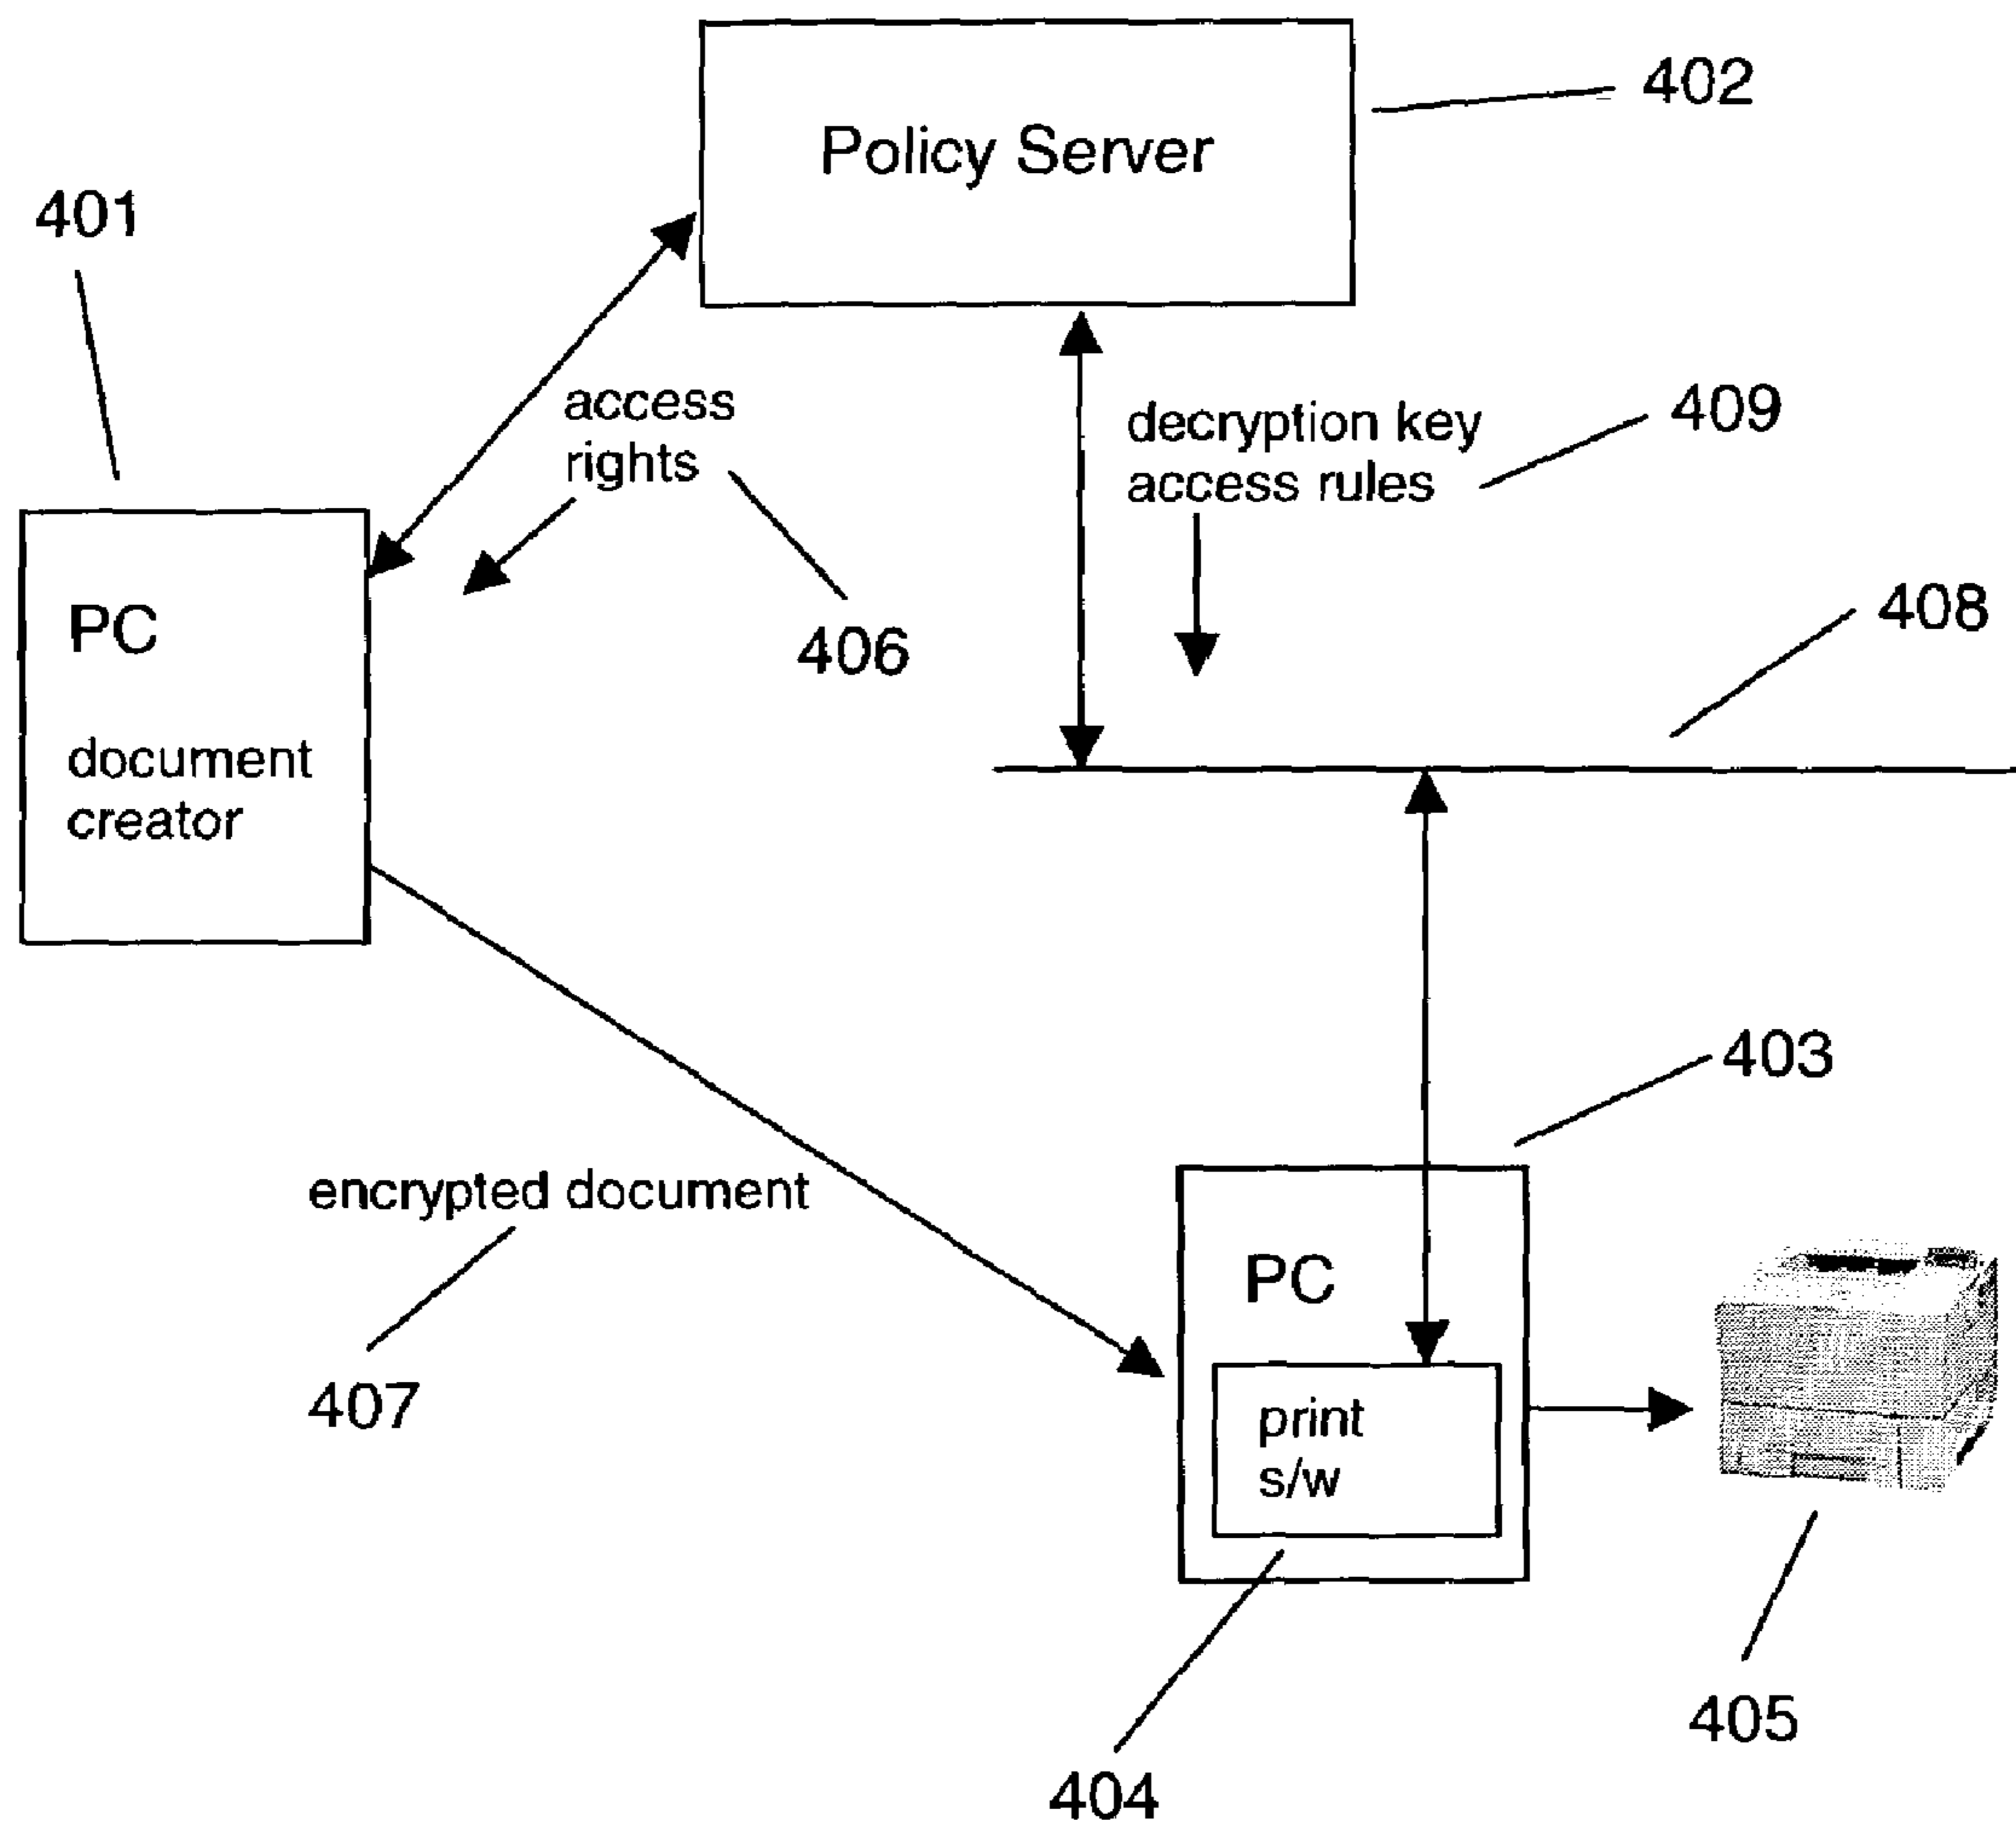 402
Policy Server
401
access
rights
decryption key
access rules
409
406
408
PC
document
creator
403
encrypted document
407
PC
print
s/w
405
404